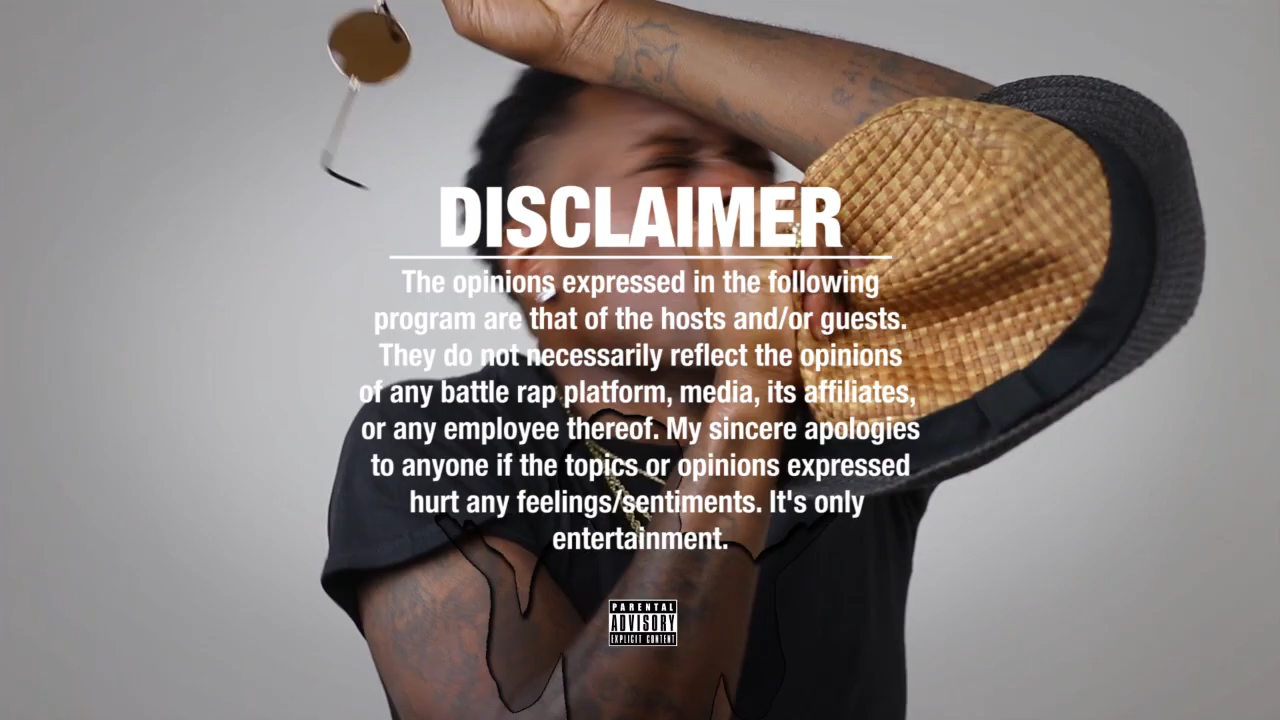 DISCLAIMER
The opinions expressed in the following
program are that of the hosts and/or guests.
They do not necessarily reflect the opinions
of any battle rap platform, media, its affiliates,
or any employee thereof. My sincere apologies
to anyone if the topics or opinions expressed
hurt any feelings/sentiments. It's only
entertainment.
PARENTAL
ADVISORY
EXPLICIT CONTENT